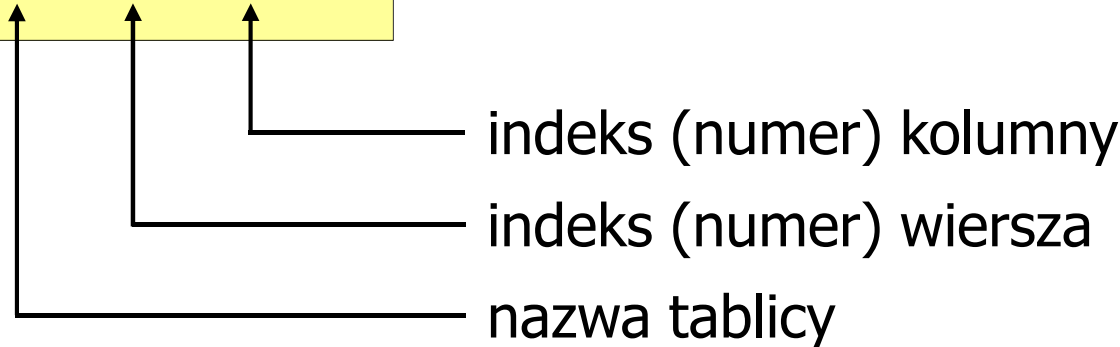 indeks (numer) kolumny
indeks (numer) wiersza
nazwa tablicy